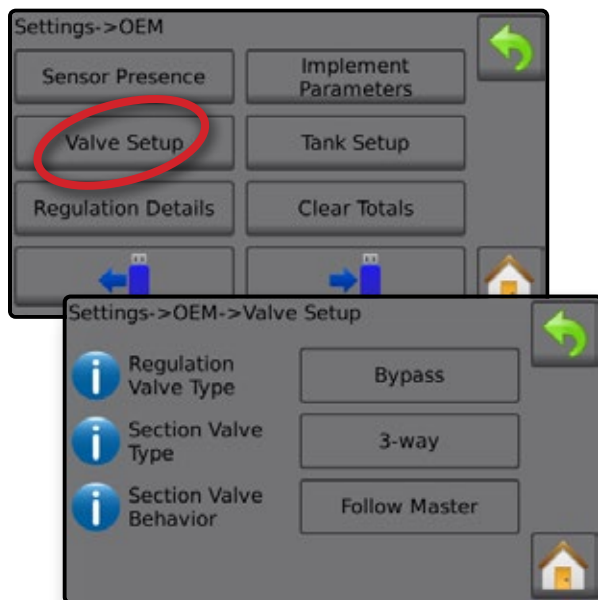 Settings->OEM
Sensor Presence
Implement
Parameters
Valve Setup
Tank Setup
Regulation Details
Clear Totals
Settings->OEM->Valve Setup
Regulation
Valve Type
Bypass
Section Valve
Type
3-way
Section Valve
Behavior
Follow Master